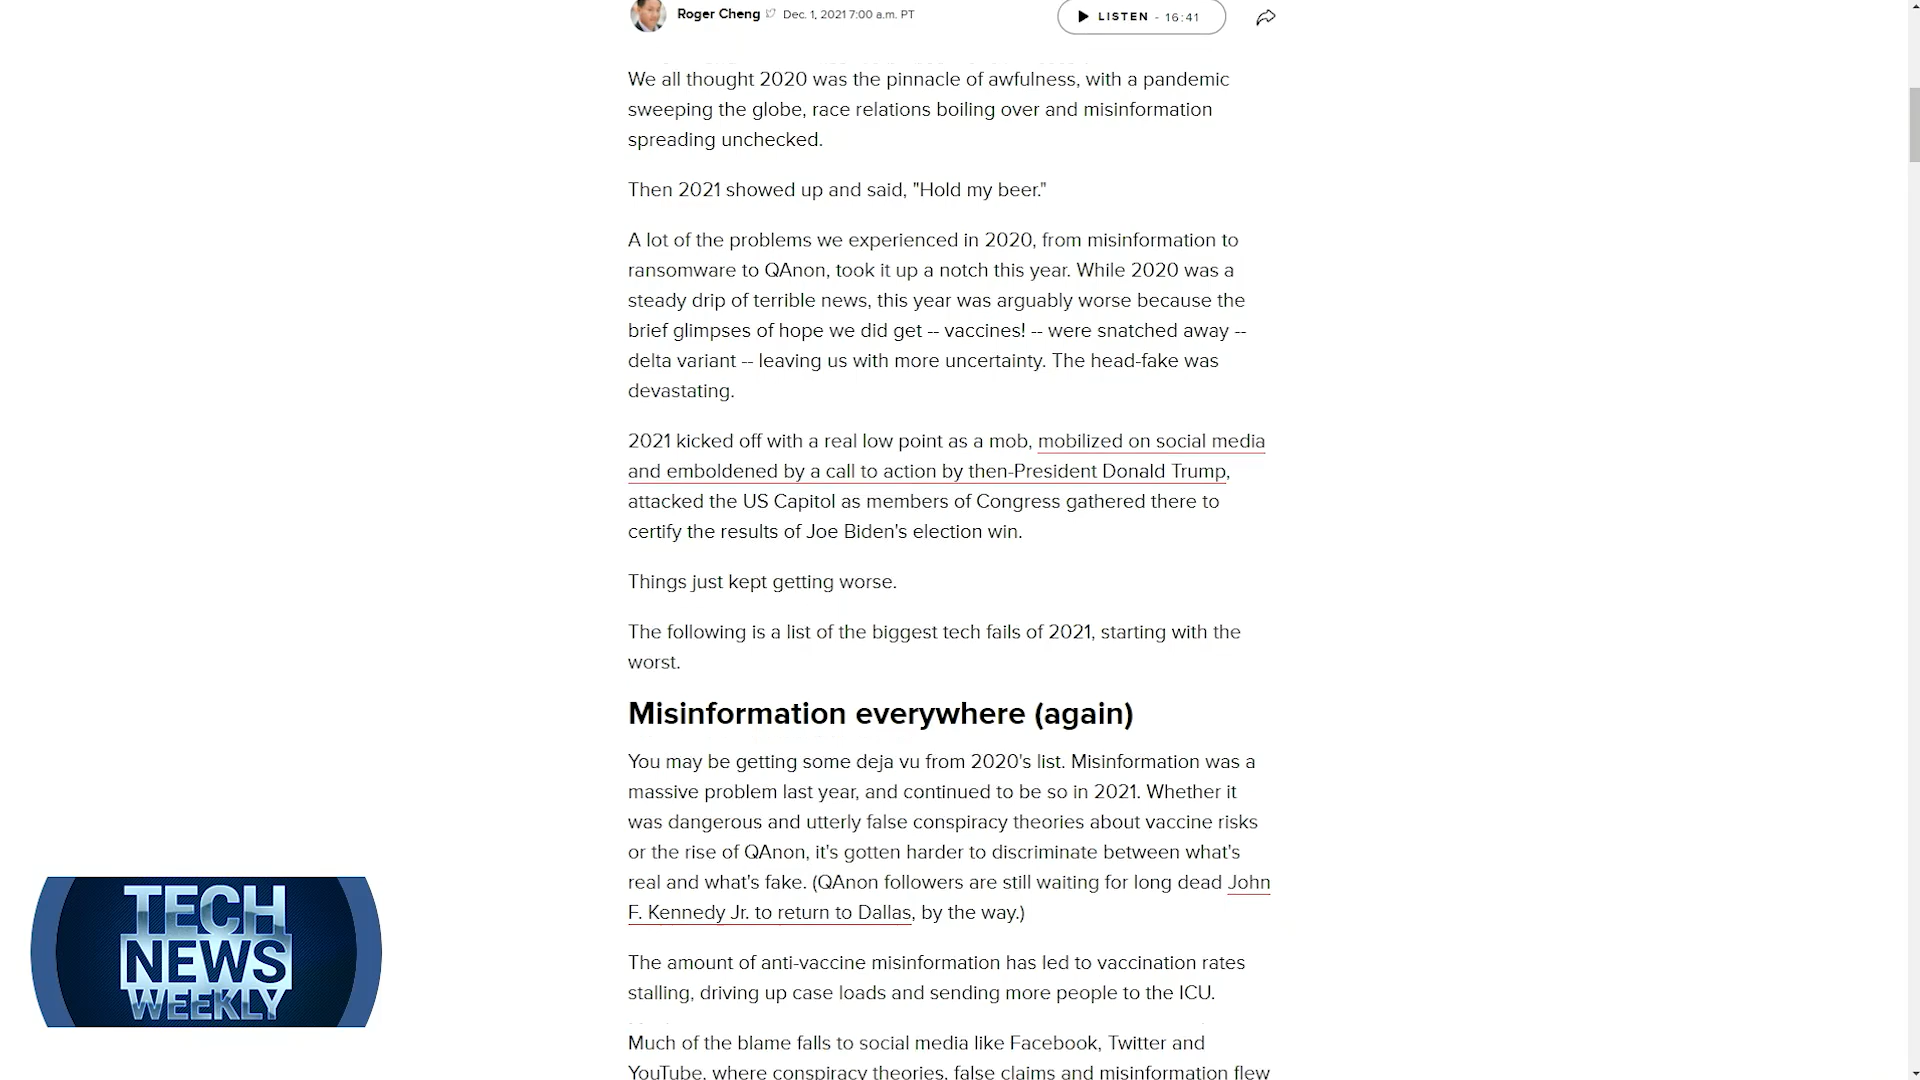 Roger Cheng Dec. 1, 2021 7:00 a.m. PT
LISTEN - 16:41
We all thought 2020 was the pinnacle of awfulness, with a pandemic
sweeping the globe, race relations boiling over and misinformation
spreading unchecked.
Then 2021 showed up and said, "Hold my beer."
A lot of the problems we experienced in 2020, from misinformation to
ransomware to QAnon, took it up a notch this year. While 2020 was a
steady drip of terrible news, this year was arguably worse because the
brief glimpses of hope we did get -- vaccines! -- were snatched away --
delta variant -- leaving us with more uncertainty. The head-fake was
devastating.
2021 kicked off with a real low point as a mob, mobilized on social media
and emboldened by a call to action by then-President Donald Trump,
attacked the US Capitol as members of Congress gathered there to
certify the results of Joe Biden's election win.
Things just kept getting worse.
The following is a list of the biggest tech fails of 2021, starting with the
worst.
Misinformation everywhere (again)
You may be getting some deja vu from 2020's list. Misinformation was a
massive problem last year, and continued to be so in 2021. Whether it
was dangerous and utterly false conspiracy theories about vaccine risks
or the rise of QAnon, it's gotten harder to discriminate between what's
real and what's fake. (QAnon followers are still waiting for long dead John
F. Kennedy Jr. to return to Dallas, by the way.)
The amount of anti-vaccine misinformation has led to vaccination rates
stalling, driving up case loads and sending more people to the ICU.
Much of the blame falls to social media like Facebook, Twitter and
YouTube, where conspiracy theories, false claims and misinformation flew
TECH
NEWS
WEEKLY